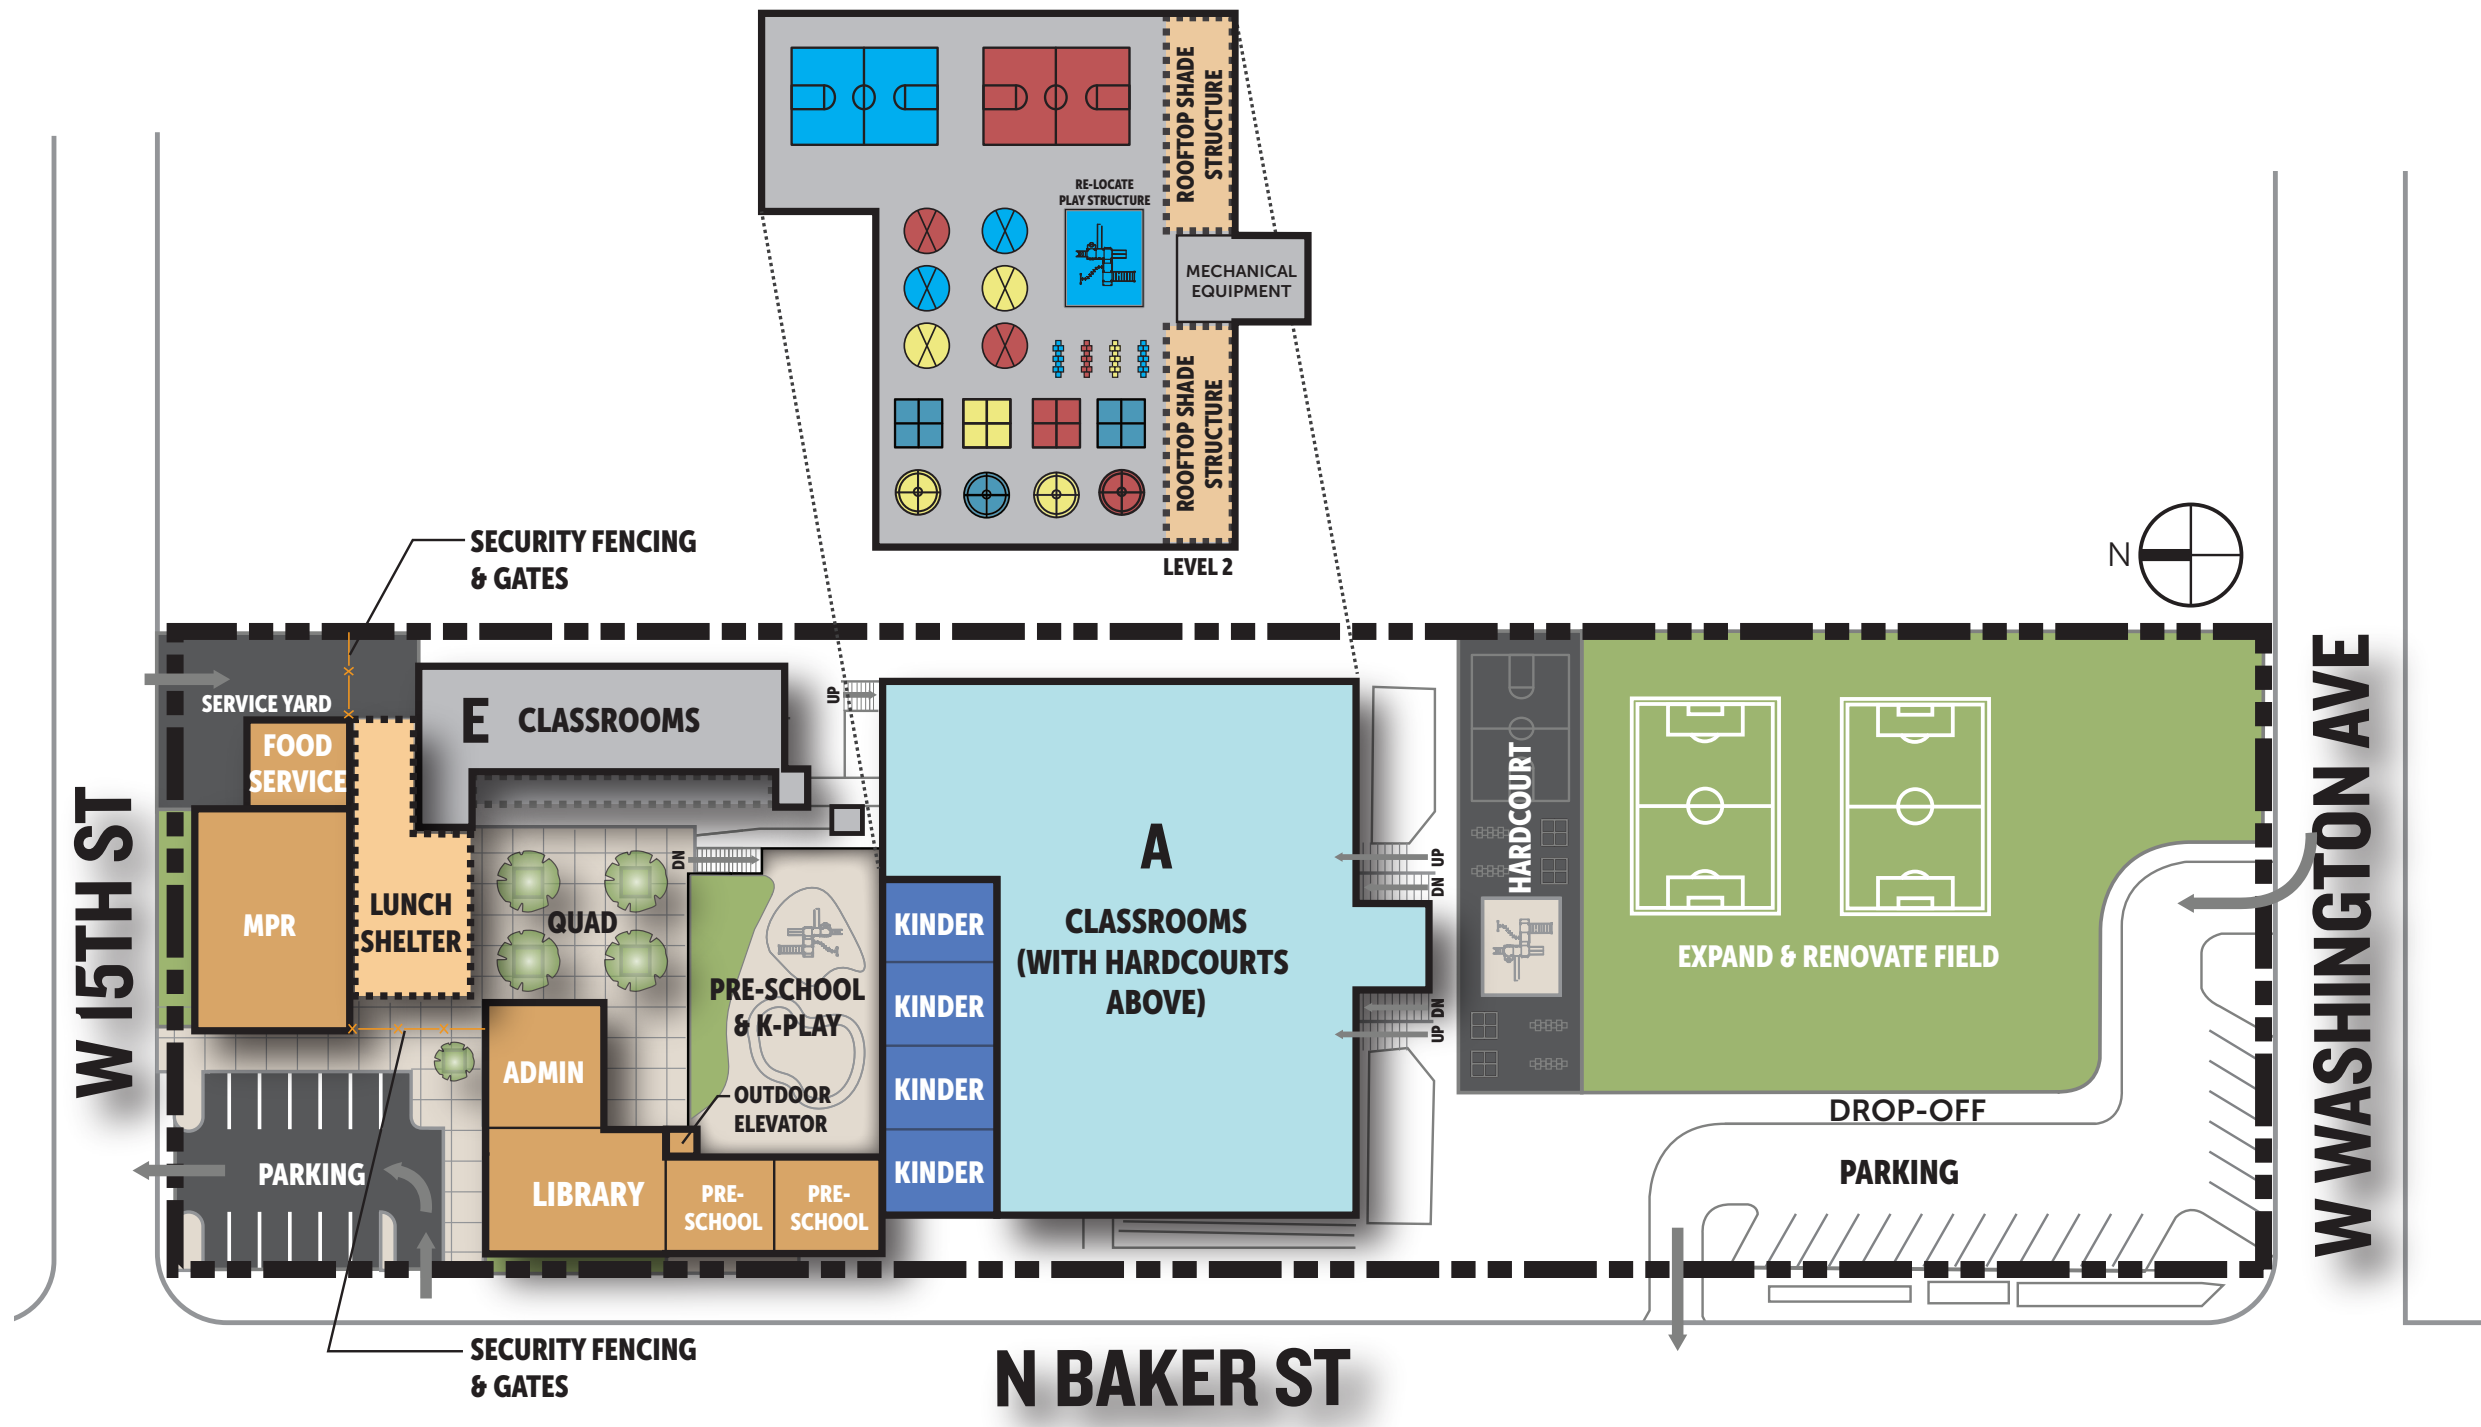 ROOFTOP SHADE
STRUCTURE
RE-LOCATE
PLAY STRUCTURE
MECHANICAL
EQUIPMENT
ROOFTOP SHADE
STRUCTURE
LEVEL 2
SECURITY FENCING
& GATES
N
SERVICE YARD
FOOD
SERVICE
E CLASSROOMS
UP
MPR
LUNCH
SHELTER
QUAD
DN
PRE-SCHOOL
& K-PLAY
OUTDOOR
ELEVATOR
ADMIN
LIBRARY
PRE-
SCHOOL
PRE-
SCHOOL
KINDER
KINDER
KINDER
KINDER
A
CLASSROOMS
(WITH HARDCOURTS
ABOVE)
UP
DN
DN
UP
HARDCOURT
EXPAND & RENOVATE FIELD
DROP-OFF
PARKING
PARKING
W 15TH ST
W WASHINGTON AVE
SECURITY FENCING
& GATES
N BAKER ST